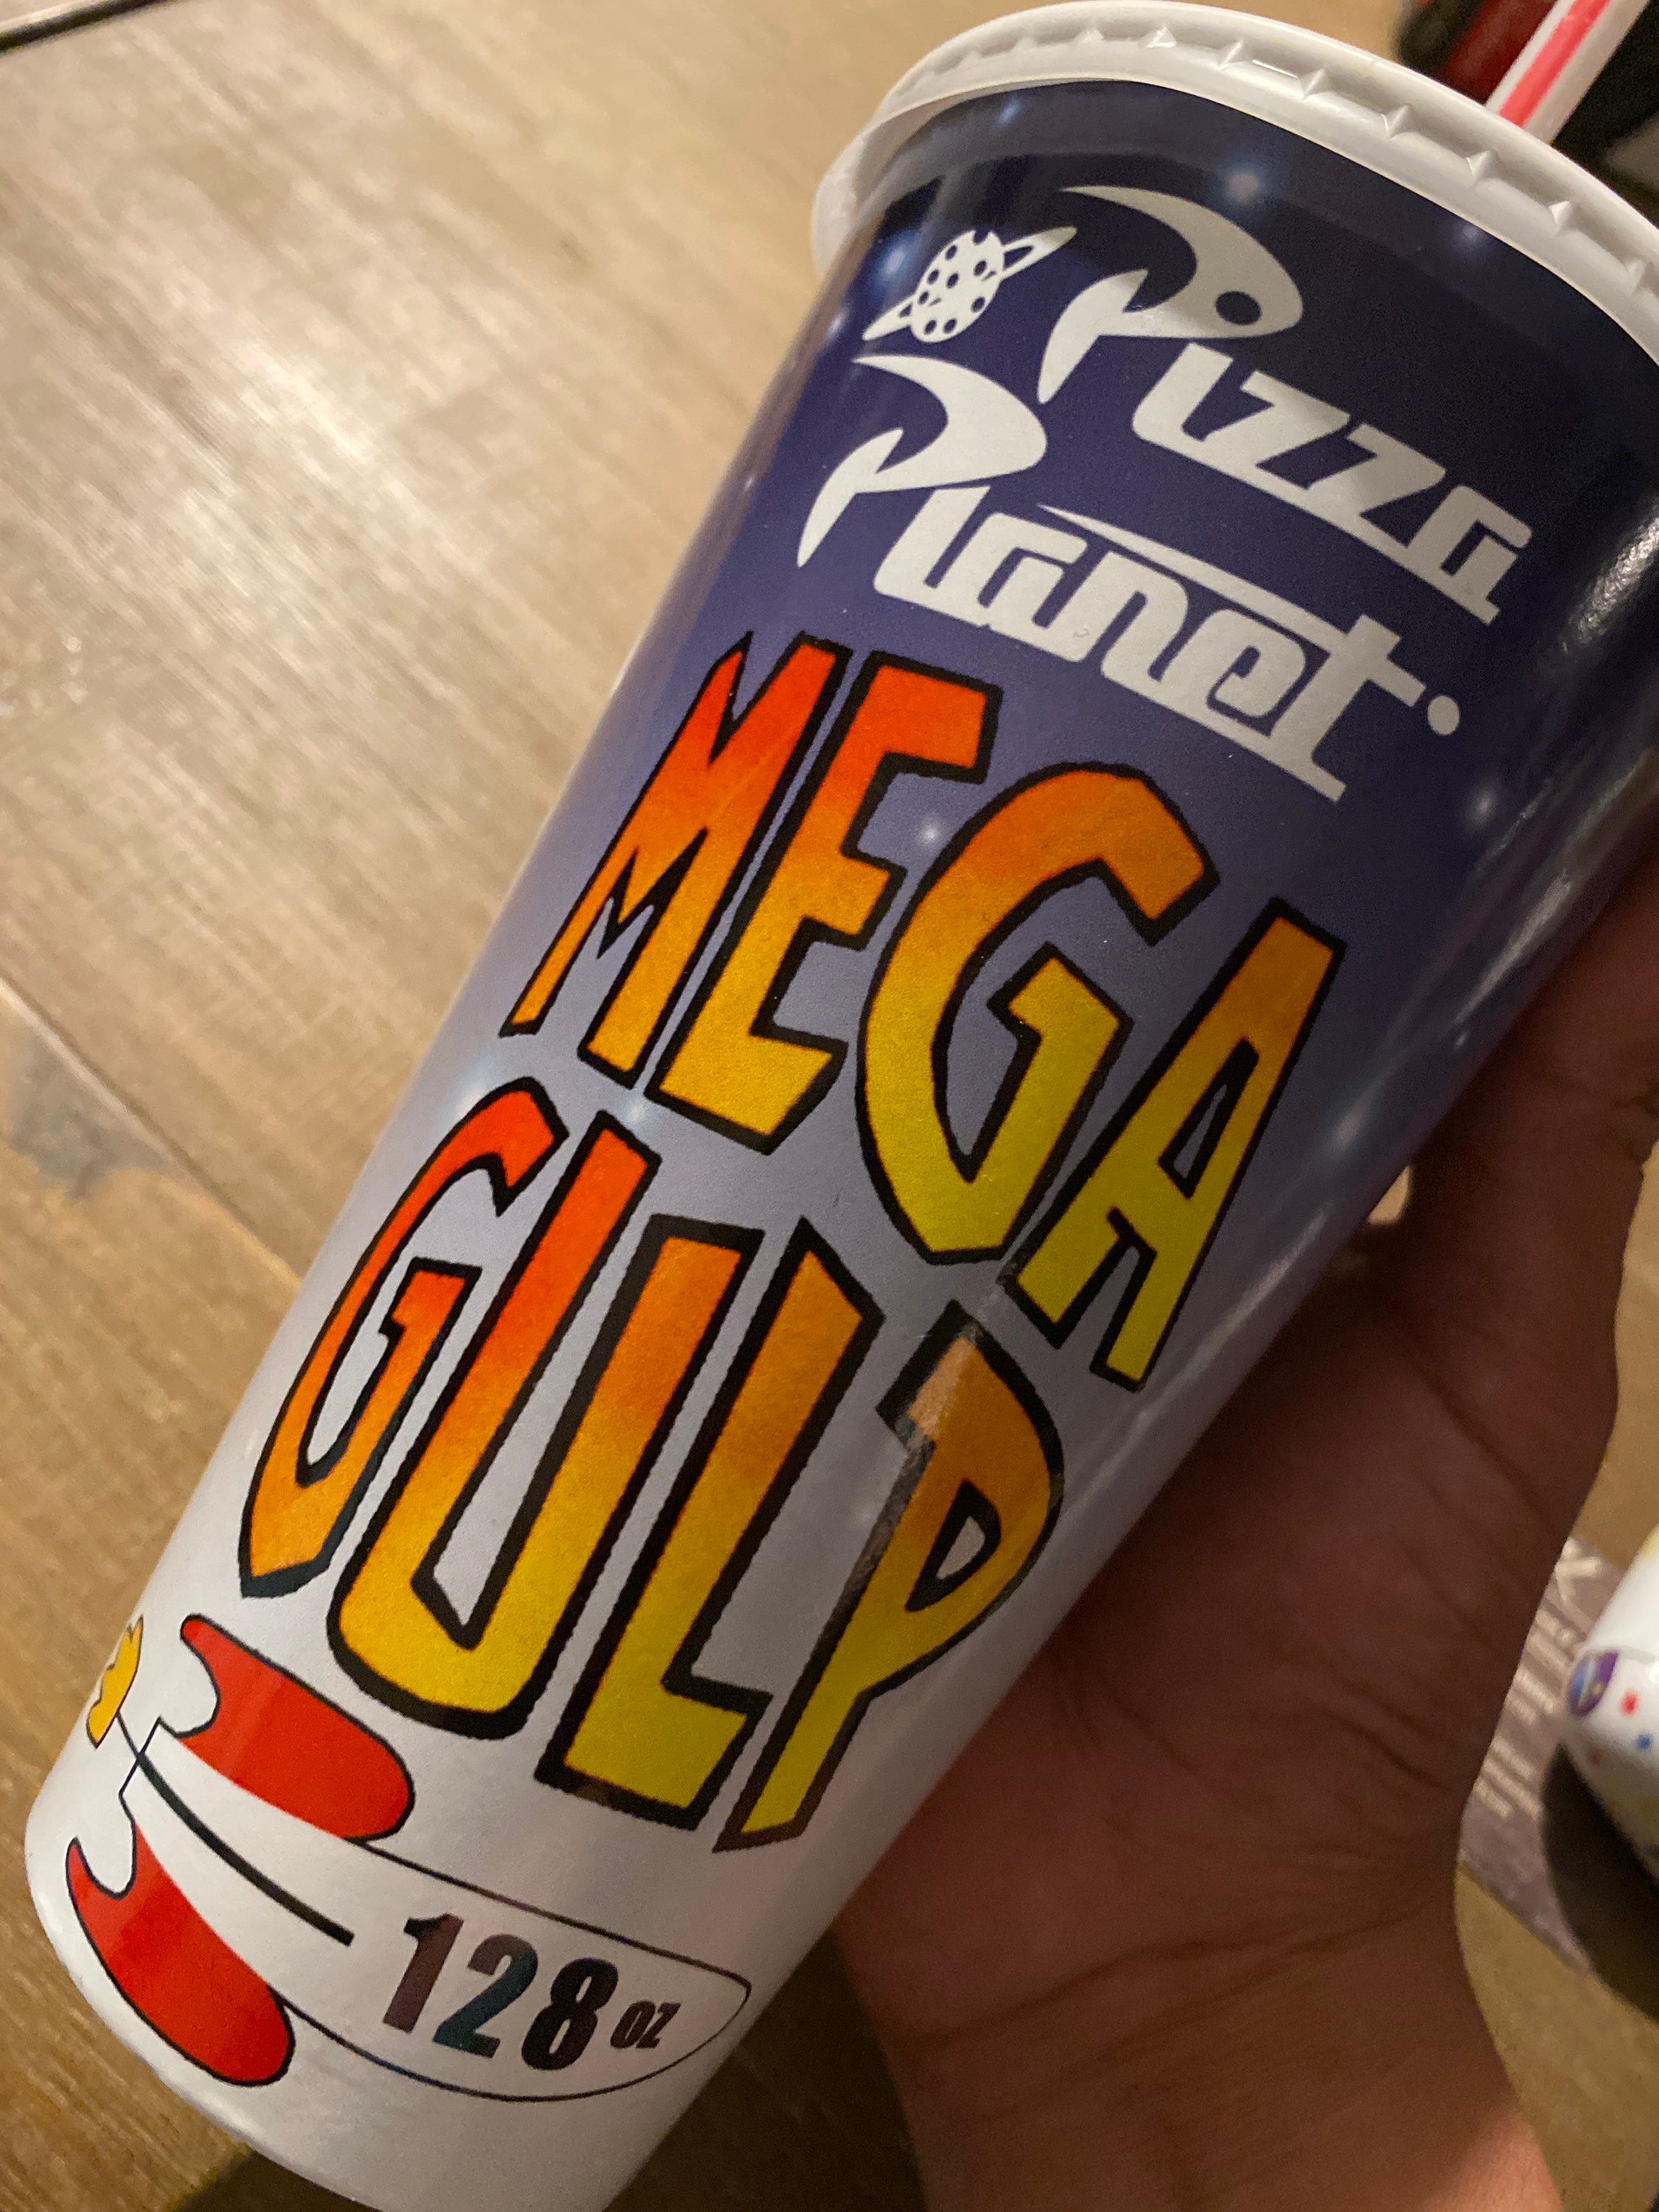 Pizza
Planet
MEGA
GULP
128 OZ